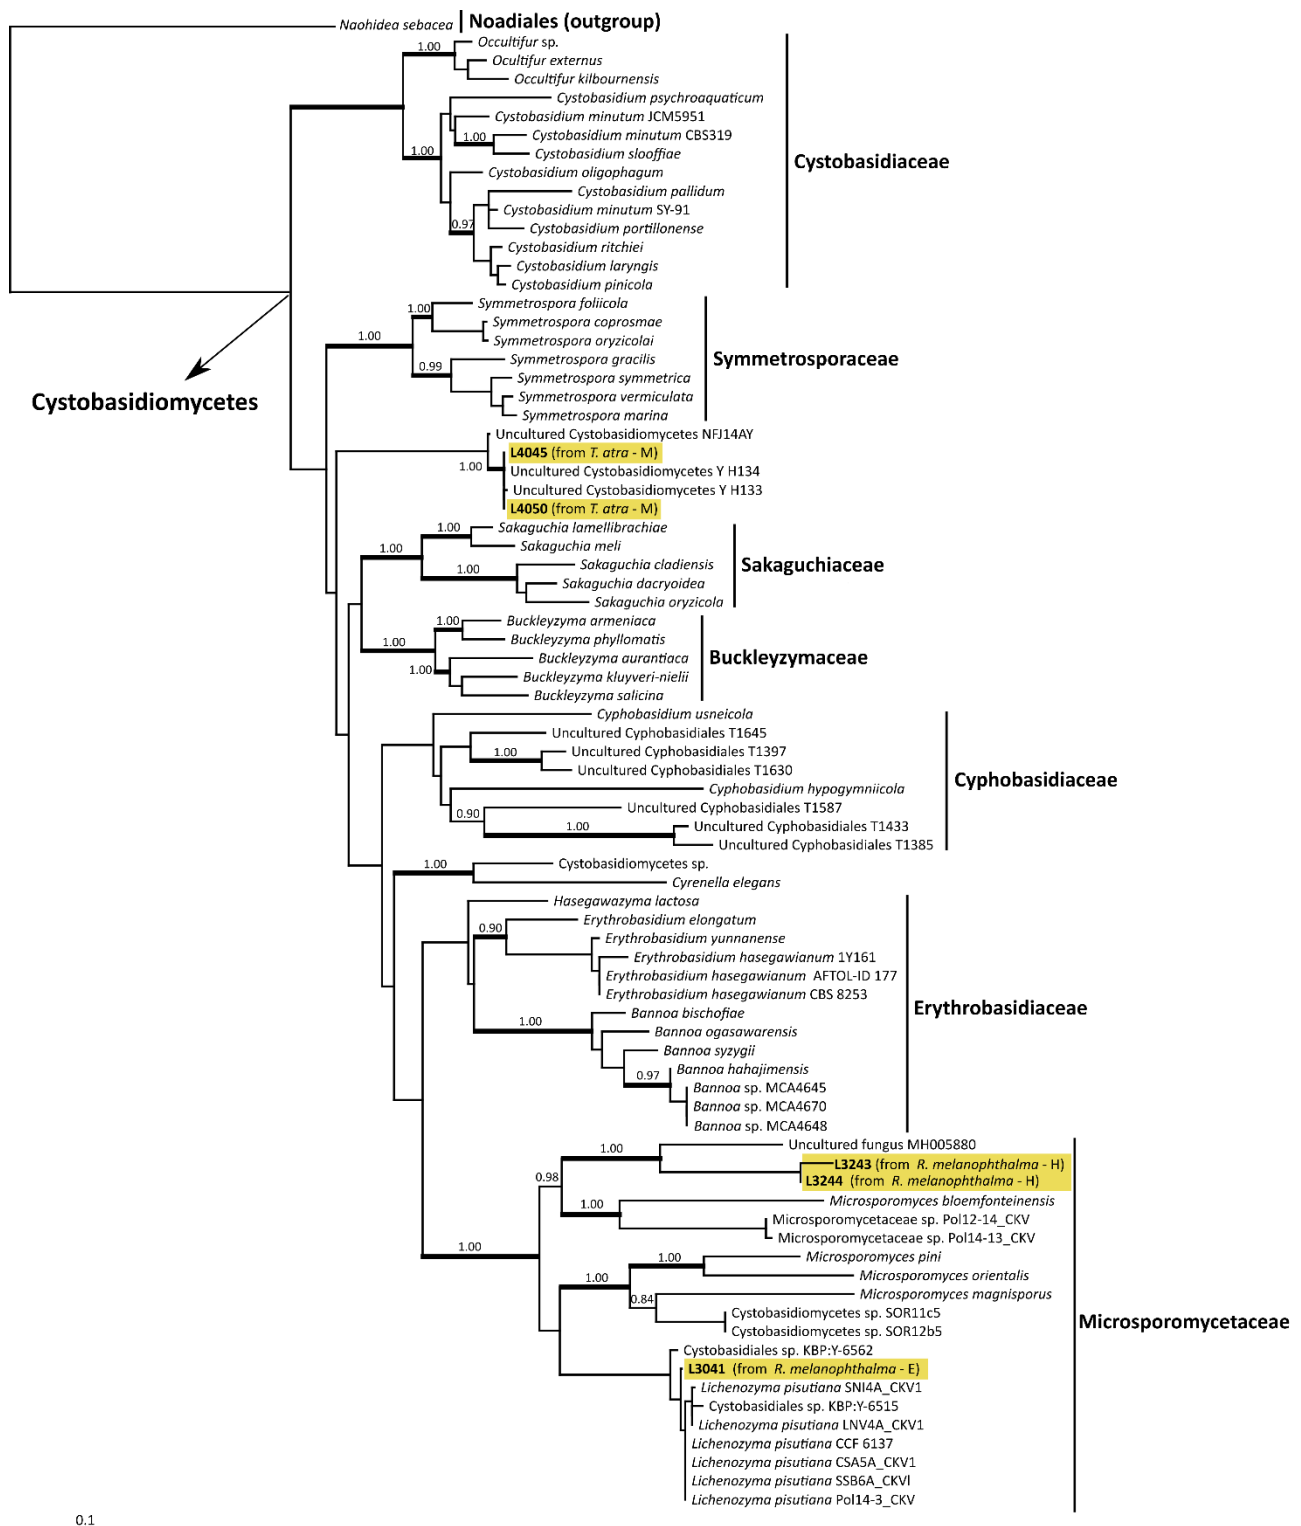 Naohidea sebacea
Noadiales (outgroup)
1.00
Occultifur sp.
Ocultifur externus
Occultifur kilbournensis
Cystobasidium psychroaquaticum
Cystobasidium minutum JCM5951
1.00
Cystobasidium minutum CBS319
1.00
Cystobasidium slooffiae
Cystobasidiaceae
Cystobasidium oligophagum
Cystobasidium pallidum
Cystobasidium minutum SY-91
0.97
Cystobasidium portillonense
Cystobasidium ritchiei
Cystobasidium laryngis
Cystobasidium pinicola
1.00
Symmetrospora foliicola
Symmetrospora coprosmae
1.00
Symmetrospora oryzicolai
Symmetrosporaceae
Symmetrospora gracilis
0.99
Symmetrospora symmetrica
Symmetrospora vermiculata
Cystobasidiomycetes
Symmetrospora marina
Uncultured Cystobasidiomycetes NFJ14AY
L4045 (from T. atra - M)
1.00
Uncultured Cystobasidiomycetes Y H134
Uncultured Cystobasidiomycetes Y H133
L4050 (from T. atra - M)
1.00
Sakaguchia lamellibrachiae
1.00
Sakaguchia meli
Sakaguchiaceae
1.00
Sakaguchia cladiensis
Sakaguchia dacryoidea
Sakaguchia oryzicola
1.00
Buckleyzyma armeniaca
1.00
Buckleyzyma phyllomatis
Buckleyzymaceae
1.00
Buckleyzyma aurantiaca
Buckleyzyma kluyveri-nielii
Buckleyzyma salicina
Cyphobasidium usneicola
Uncultured Cyphobasidiales T1645
1.00
Uncultured Cyphobasidiales T1397
Uncultured Cyphobasidiales T1630
Cyphobasidiaceae
Cyphobasidium hypogymniicola
0.90
Uncultured Cyphobasidiales T1587
1.00
Uncultured Cyphobasidiales T1433
Uncultured Cyphobasidiales T1385
1.00
Cystobasidiomycetes sp.
Cyrenella elegans
Hasegawazyma lactosa
0.90
Erythrobasidium elongatum
Erythrobasidium yunnanense
Erythrobasidium hasegawianum 1Y161
Erythrobasidium hasegawianum AFTOL-ID 177
Erythrobasidium hasegawianum CBS 8253
Erythrobasidiaceae
1.00
Bannoa bischofiae
Bannoa ogasawarensis
Bannoa syzygii
0.97
Bannoa hahajimensis
Bannoa sp. MCA4645
Bannoa sp. MCA4670
Bannoa sp. MCA4648
1.00
Uncultured fungus MH005880
L3243 (from R. melanophthalma - H)
0.98
L3244 (from R. melanophthalma - H)
1.00
Microsporomyces bloemfonteinensis
Microsporomycetaceae sp. Pol12-14_CKV
Microsporomycetaceae sp. Pol14-13_CKV
1.00
1.00
Microsporomyces pini
1.00
Microsporomyces orientalis
0.84
Microsporomyces magnisporus
Cystobasidiomycetes sp. SOR11c5
Microsporomycetaceae
Cystobasidiomycetes sp. SOR12b5
Cystobasidiales sp. KBP:Y-6562
L3041 (from R. melanophthalma - E)
Lichenozyma pisutiana SNI4A_CKV1
Cystobasidiales sp. KBP:Y-6515
Lichenozyma pisutiana LNV4A_CKV1
Lichenozyma pisutiana CCF 6137
Lichenozyma pisutiana CSA5A_CKV1
Lichenozyma pisutiana SSB6A_CKVl
Lichenozyma pisutiana Pol14-3_CKV
0.1